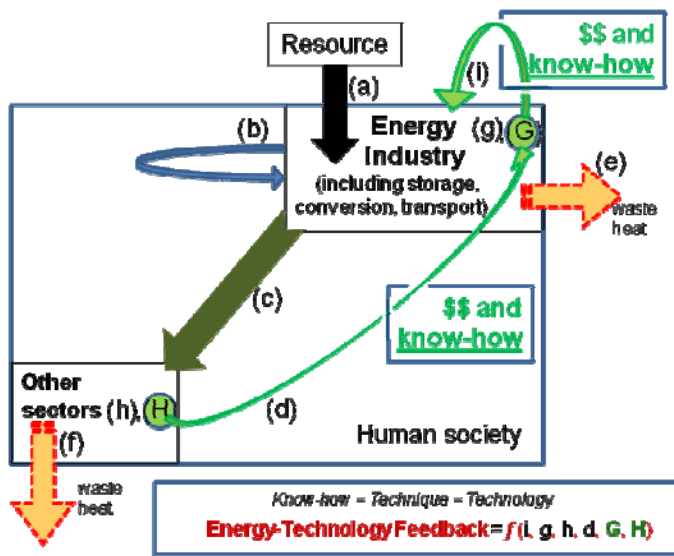 Resource
$$ and
know-how
(a)
(i)
(b)
Energy
Industry
(including storage,
conversion, transport)
(g), G
(e)
waste
heat
(c)
$$ and
know-how
Other
sectors (h), H
(d)
(f)
Human society
waste
heat
Know-how = Technique = Technology
Energy-Technology Feedback = f(i, g, h, d, G, H)